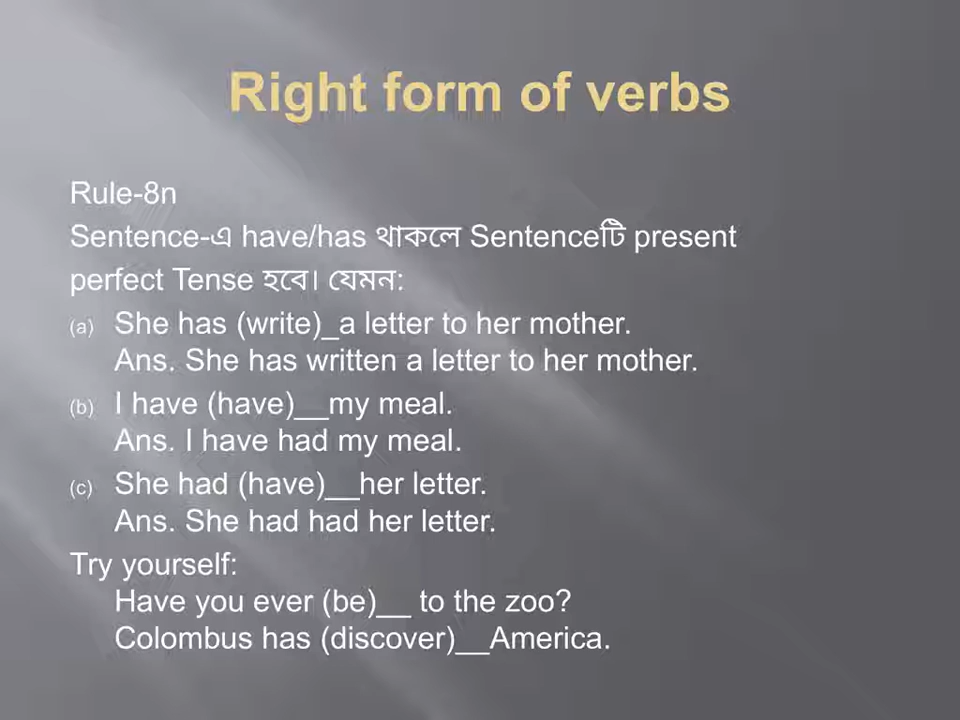 Right form of verbs
Rule-8n
Sentence-এ have/has থাকলে Sentenceটি present
perfect Tense হবে। যেমন:
(a) She has (write)_a letter to her mother.
Ans. She has written a letter to her mother.
(b) I have (have)__my meal.
Ans. I have had my meal.
(c) She had (have)__her letter.
Ans. She had had her letter.
Try yourself:
Have you ever (be)__ to the zoo?
Colombus has (discover)__America.